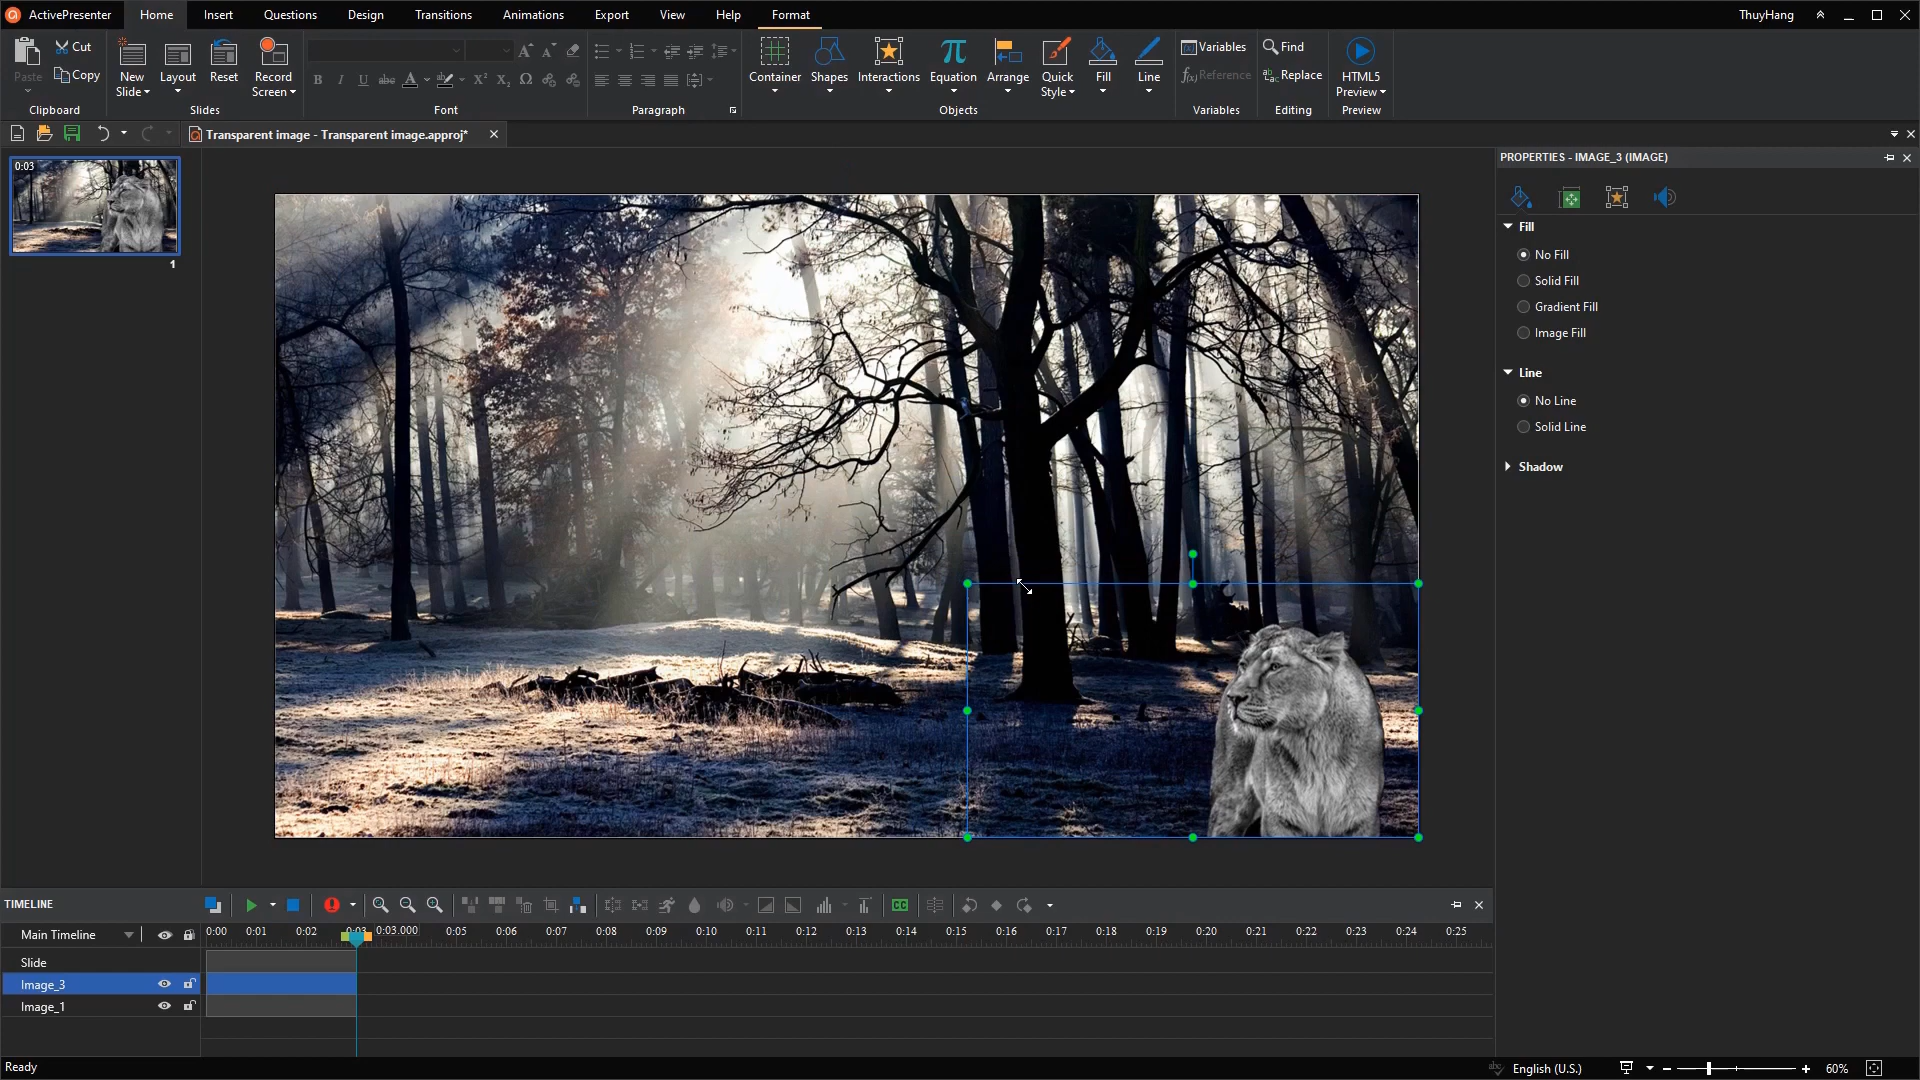 ActivePresenter Home Insert Questions Design Transitions Animations Export View Help Format ThuyHang
Paste Cut Copy New Slide Layout Reset Record Screen Container Shapes Interactions Equation Arrange Quick Style Fill Line Variables Reference Find Replace HTML5 Preview
Clipboard Slides Font Paragraph Objects Variables Editing Preview
Transparent image - Transparent image.approj*
PROPERTIES - IMAGE_3 (IMAGE)
0:03
1
Fill
No Fill
Solid Fill
Gradient Fill
Image Fill
Line
No Line
Solid Line
Shadow
TIMELINE
CC
Main Timeline 0:00 0:01 0:02 0:03 0:03.000 0:05 0:06 0:07 0:08 0:09 0:10 0:11 0:12 0:13 0:14 0:15 0:16 0:17 0:18 0:19 0:20 0:21 0:22 0:23 0:24 0:25
Slide
Image_3
Image_1
Ready English (U.S.) 60%